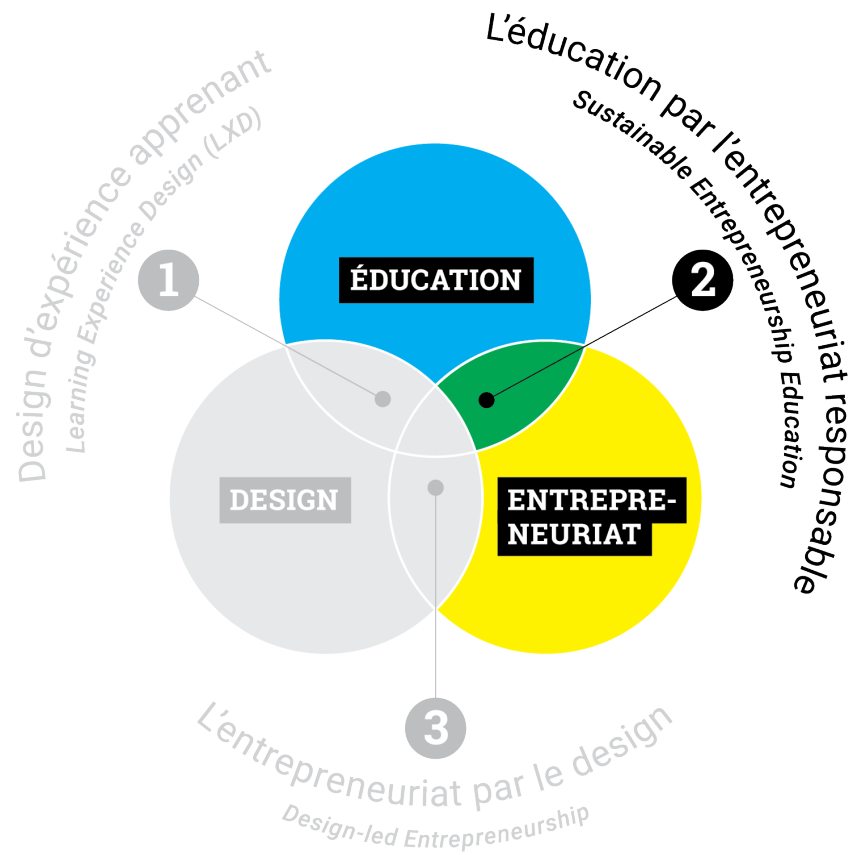 L’éducation par l’entrepreneuriat responsable
Sustainable Entrepreneurship Education
Design d’expérience apprenant
Learning Experience Design (LXD)
1
2
ÉDUCATION
DESIGN
ENTREPRE-
NEURIAT
3
L’entrepreneuriat par le design
Design-led Entrepreneurship